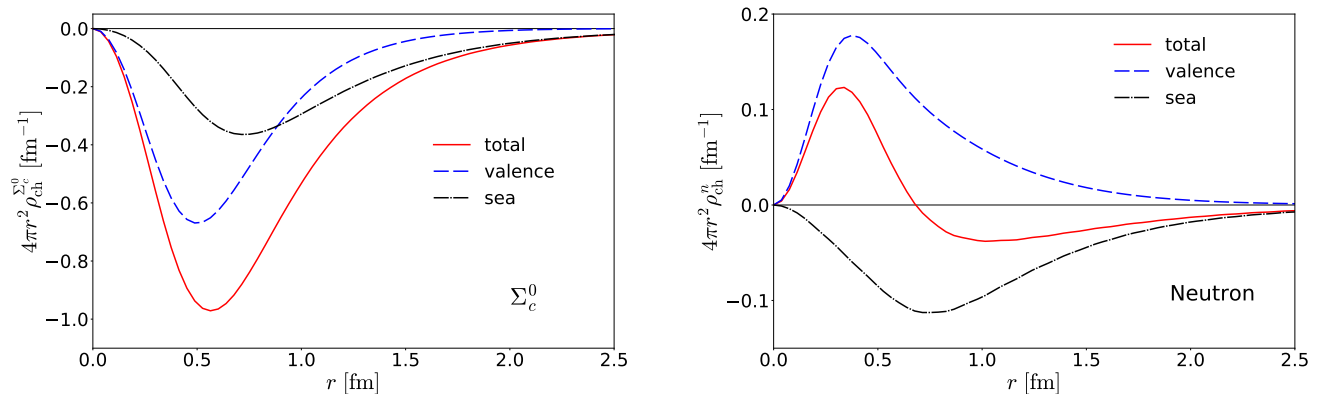 0.0
−0.2
−0.4
−0.6
−0.8
−1.0
4πr²ρ_ch^{Σ_c^0} [fm⁻¹]
total
valence
sea
Σ_c^0
0.0 0.5 1.0 1.5 2.0 2.5
r [fm]
0.2
0.1
0.0
−0.1
4πr²ρ_ch^n [fm⁻¹]
total
valence
sea
Neutron
0.0 0.5 1.0 1.5 2.0 2.5
r [fm]